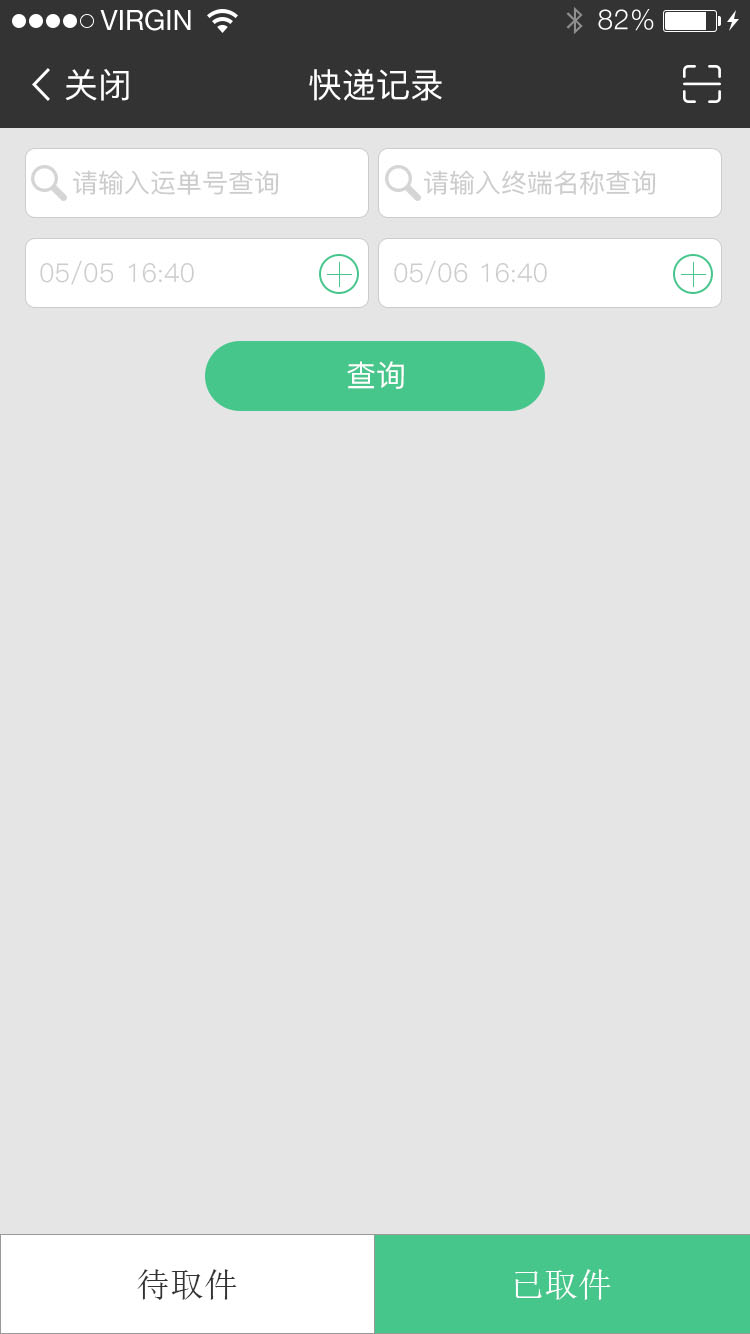 VIRGIN 82%
关闭 快递记录
请输入运单号查询 请输入终端名称查询
05/05 16:40 05/06 16:40
查询
待取件 已取件